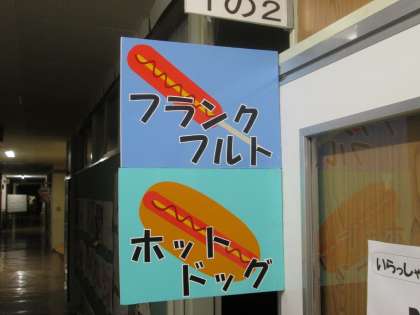 1の2
フランク
フルト
ホット
ドッグ
いらっしゃ